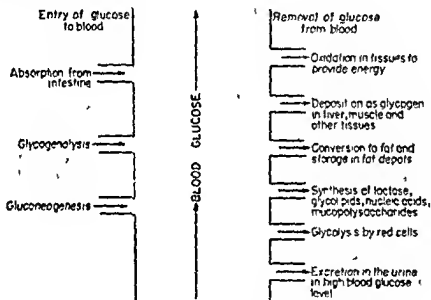 Entry of glucose
to blood
Absorption from
intestine
Glycogenolysis
Gluconeogenesis
BLOOD GLUCOSE
Removal of glucose
from blood
Oxidation in tissues to
provide energy
Deposition as glycogen
in liver, muscle and
other tissues
Conversion to fat and
storage in fat depots
Synthesis of lactose,
glycolipids, nucleic acids,
mucopolysaccharides
Glycolysis by red cells
Excretion in the urine
in high blood glucose
level